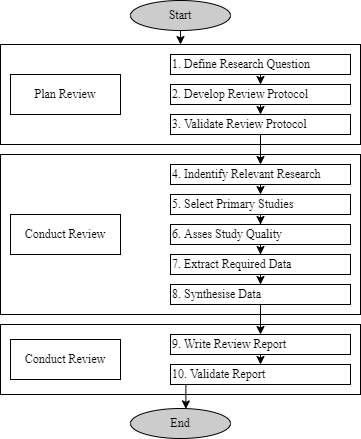 Start
Plan Review
1. Define Research Question
2. Develop Review Protocol
3. Validate Review Protocol
Conduct Review
4. Indentify Relevant Research
5. Select Primary Studies
6. Asses Study Quality
7. Extract Required Data
8. Synthesise Data
Conduct Review
9. Write Review Report
10. Validate Report
End